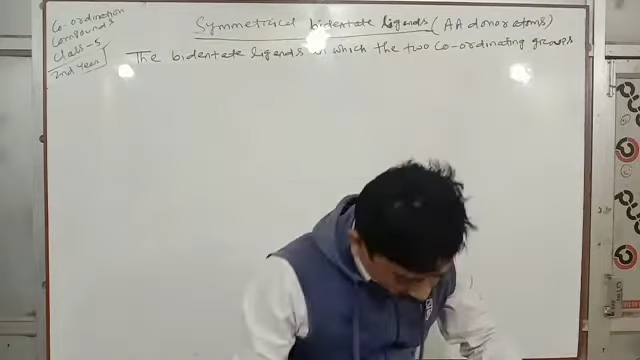 Co-ordination
Compounds
Class-5
2nd Year
Symmetrical bidentate ligands (AA donor atoms)
The bidentate ligands in which the two Co-ordinating groups